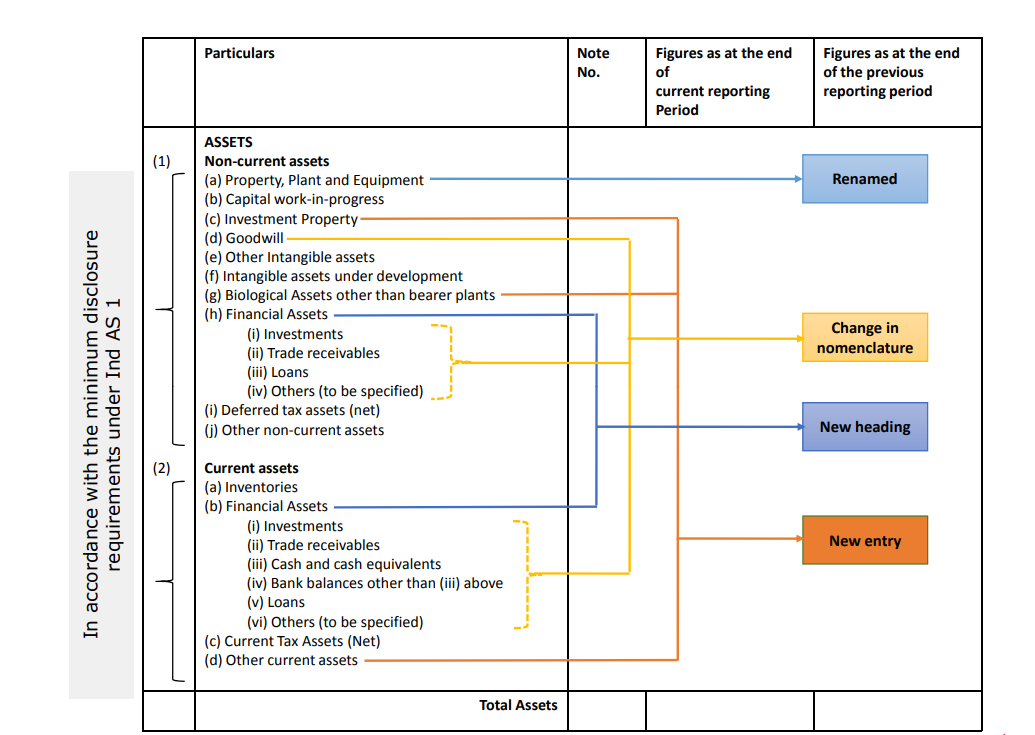 Particulars
Note
No.
Figures as at the end
of
current reporting
Period
Figures as at the end
of the previous
reporting period
In accordance with the minimum disclosure
requirements under Ind AS 1
ASSETS
(1) Non-current assets
(a) Property, Plant and Equipment
(b) Capital work-in-progress
(c) Investment Property
(d) Goodwill
(e) Other Intangible assets
(f) Intangible assets under development
(g) Biological Assets other than bearer plants
(h) Financial Assets
(i) Investments
(ii) Trade receivables
(iii) Loans
(iv) Others (to be specified)
(i) Deferred tax assets (net)
(j) Other non-current assets
(2) Current assets
(a) Inventories
(b) Financial Assets
(i) Investments
(ii) Trade receivables
(iii) Cash and cash equivalents
(iv) Bank balances other than (iii) above
(v) Loans
(vi) Others (to be specified)
(c) Current Tax Assets (Net)
(d) Other current assets
Renamed
Change in
nomenclature
New heading
New entry
Total Assets